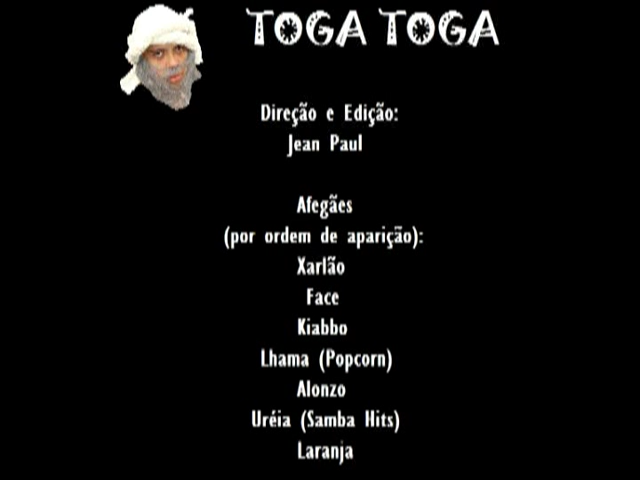 TOGA TOGA
Direção e Edição:
Jean Paul
Afegães
(por ordem de aparição):
Xarlão
Face
Kiabbo
Lhama (Popcorn)
Alonzo
Uréia (Samba Hits)
Laranja